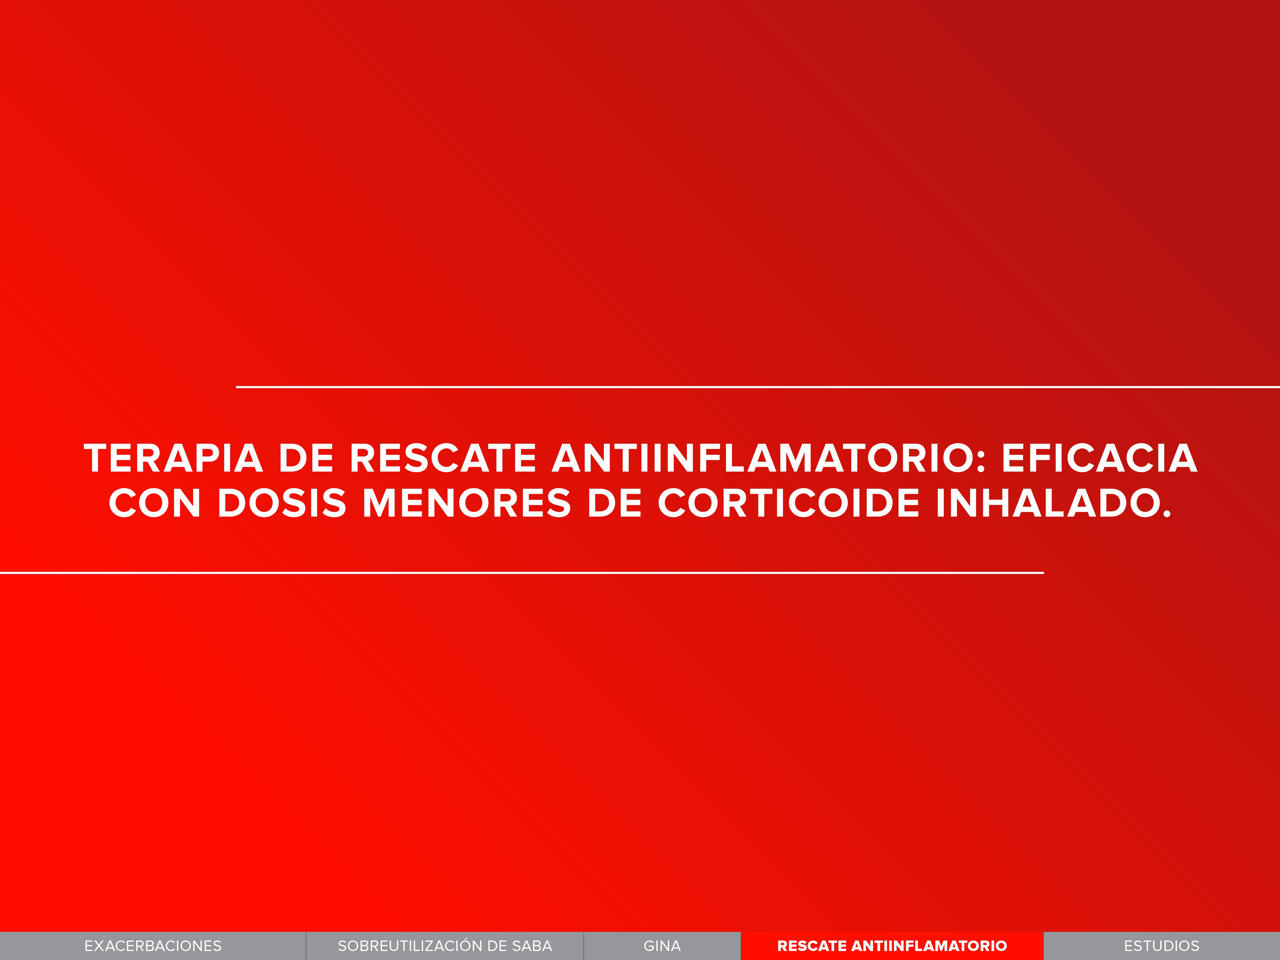 TERAPIA DE RESCATE ANTIINFLAMATORIO: EFICACIA
CON DOSIS MENORES DE CORTICOIDE INHALADO.
EXACERBACIONES
SOBREUTILIZACIÓN DE SABA
GINA
RESCATE ANTIINFLAMATORIO
ESTUDIOS